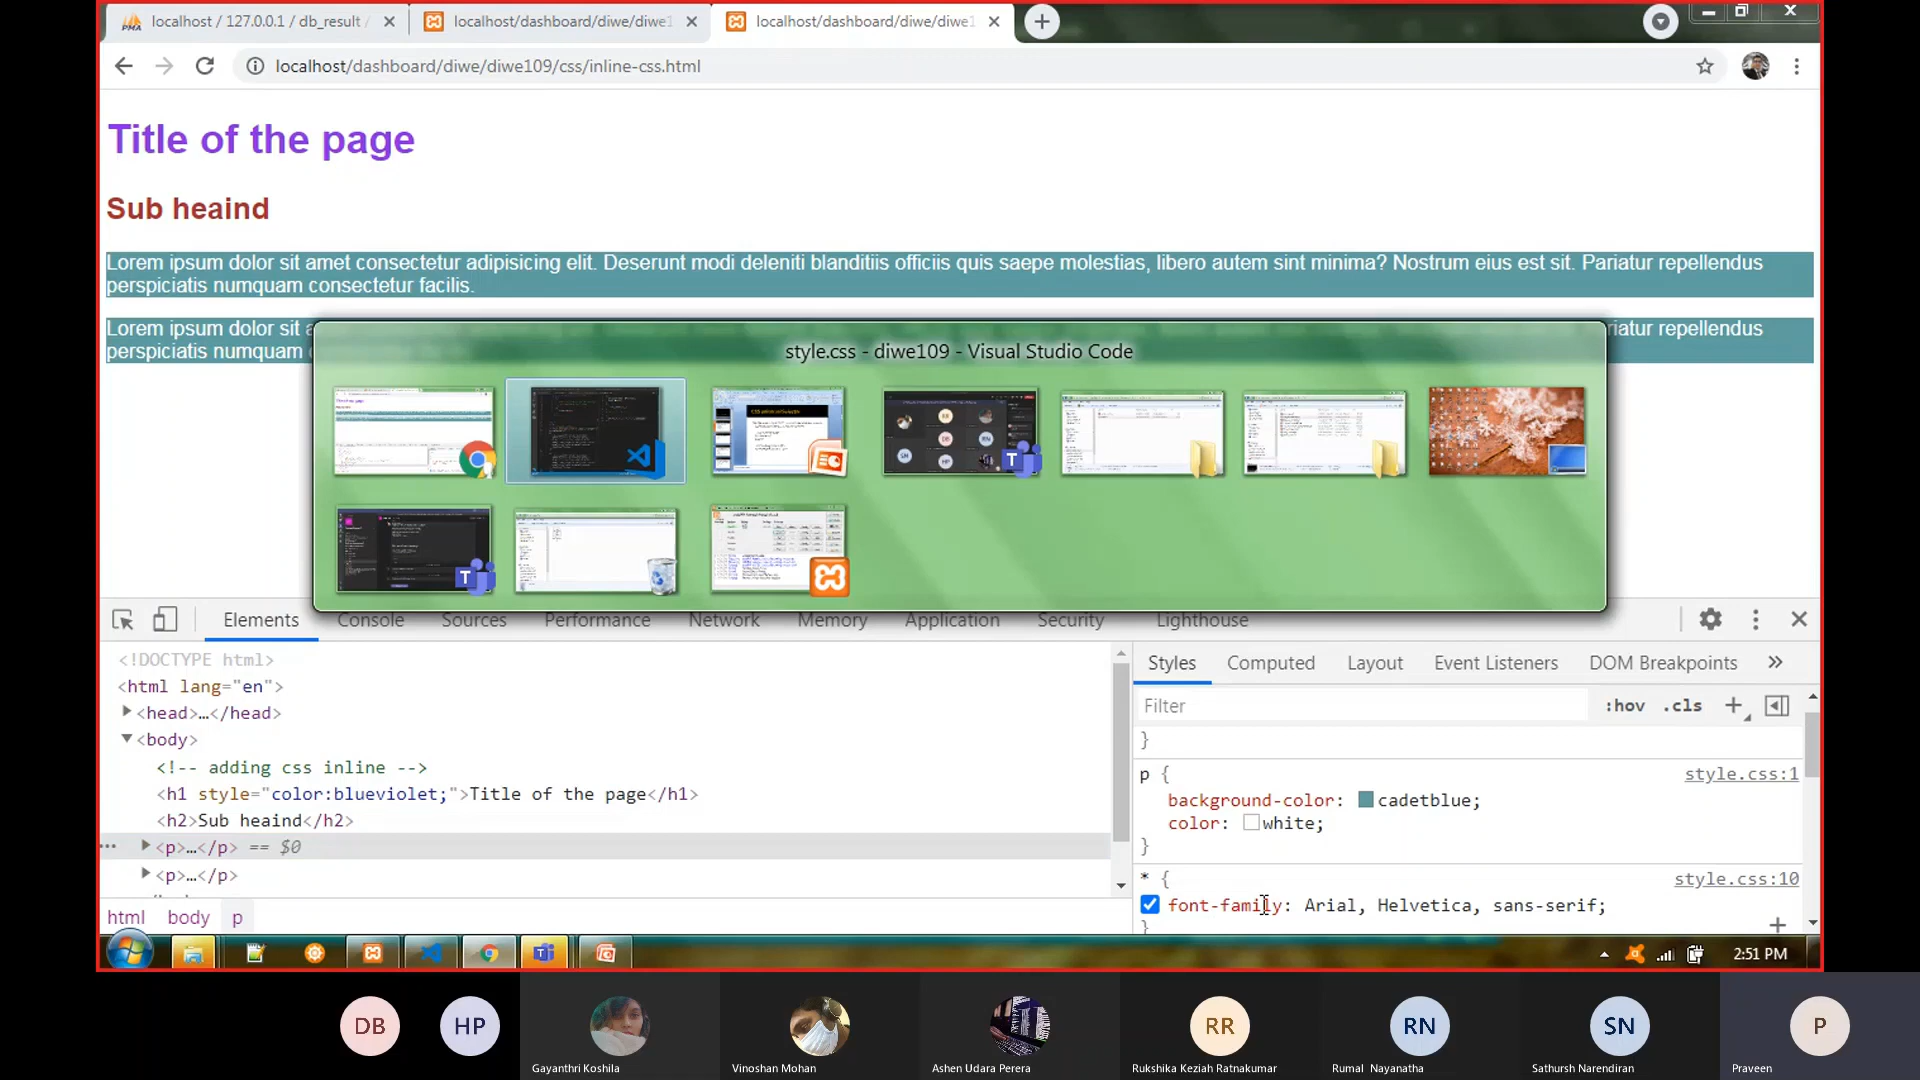 localhost / 127.0.0.1 / db_result /
localhost/dashboard/diwe/diwe1
localhost/dashboard/diwe/diwe1
localhost/dashboard/diwe/diwe109/css/inline-css.html
Title of the page
Sub heaind
Lorem ipsum dolor sit amet consectetur adipisicing elit. Deserunt modi deleniti blanditiis officiis quis saepe molestias, libero autem sint minima? Nostrum eius est sit. Pariatur repellendus
perspiciatis numquam consectetur facilis.
Lorem ipsum dolor sit a
iatur repellendus
perspiciatis numquam
style.css - diwe109 - Visual Studio Code
Elements Console Sources Performance Network Memory Application Security Lighthouse
<!DOCTYPE html>
<html lang="en">
<head>…</head>
<body>
<!-- adding css inline -->
<h1 style="color:blueviolet;">Title of the page</h1>
<h2>Sub heaind</h2>
<p>…</p> == $0
<p>…</p>
html body p
Styles Computed Layout Event Listeners DOM Breakpoints »
Filter :hov .cls +
}
p { style.css:1
background-color: cadetblue;
color: white;
}
* { style.css:10
font-family: Arial, Helvetica, sans-serif;
}
2:51 PM
DB
HP
Gayanthri Koshila
Vinoshan Mohan
Ashen Udara Perera
RR
Rukshika Keziah Ratnakumar
RN
Rumal Nayanatha
SN
Sathursh Narendiran
P
Praveen